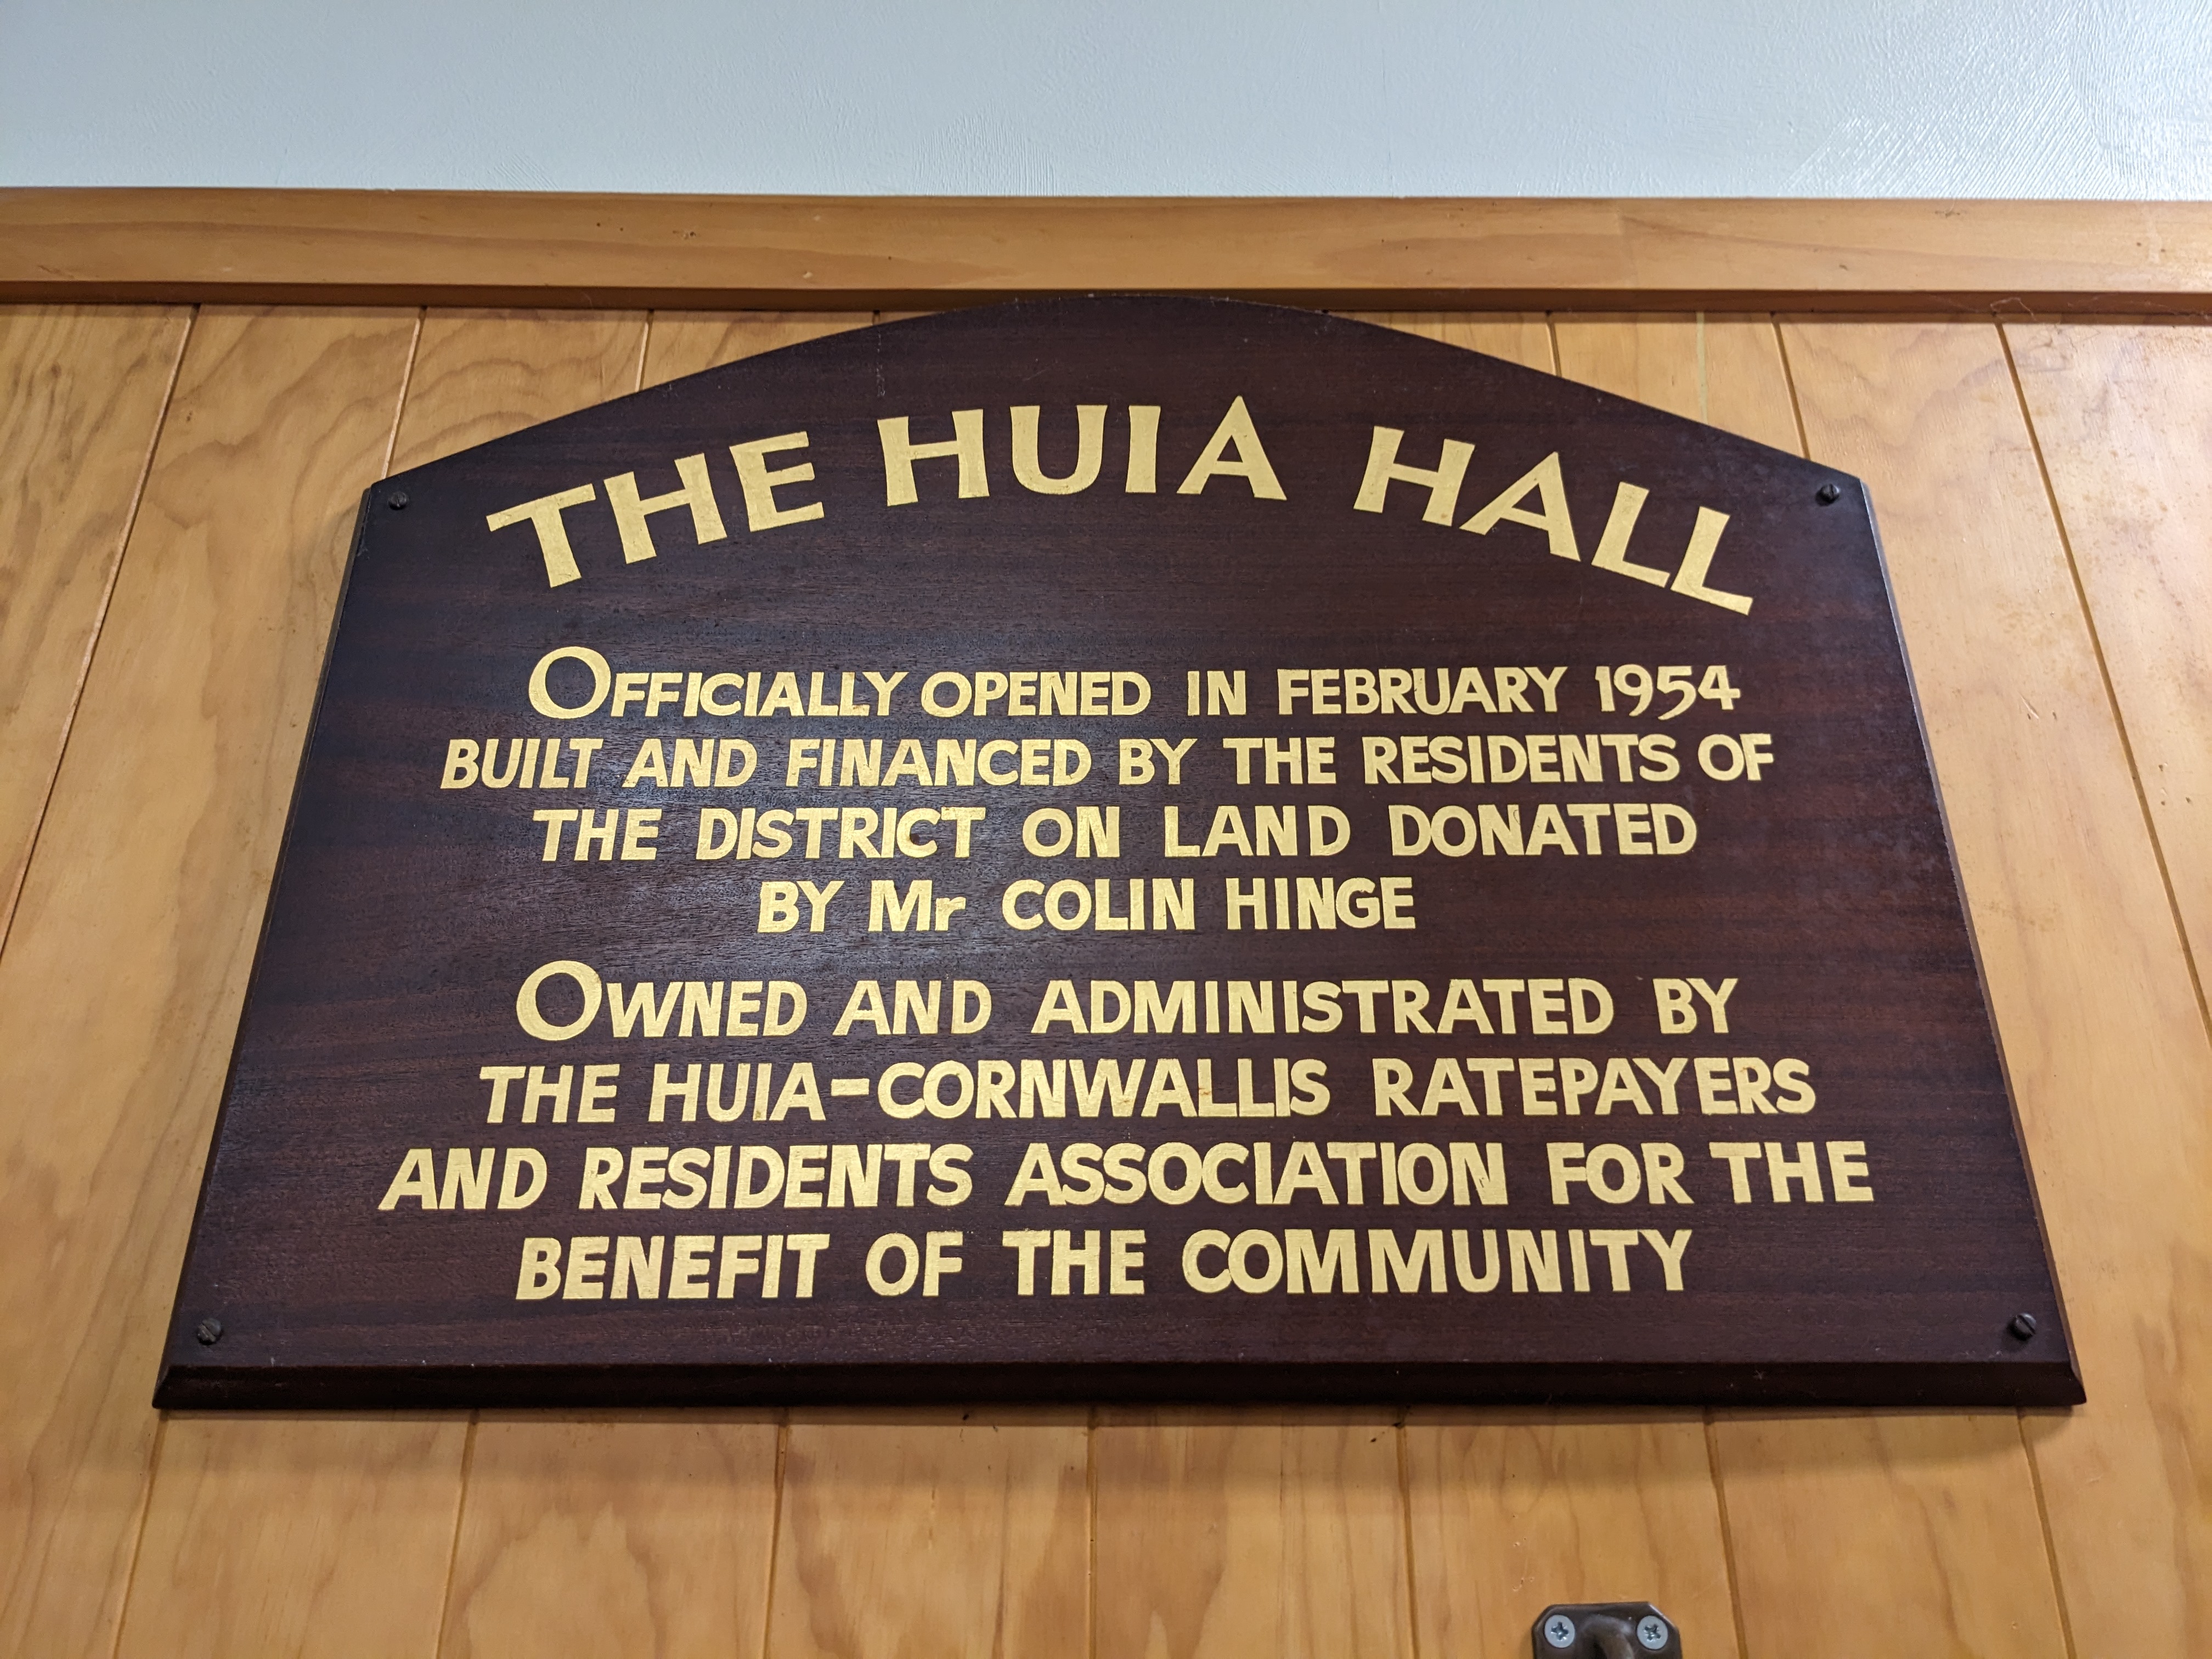 THE HUIA HALL
OFFICIALLY OPENED IN FEBRUARY 1954
BUILT AND FINANCED BY THE RESIDENTS OF
THE DISTRICT ON LAND DONATED
BY Mr COLIN HINGE
OWNED AND ADMINISTRATED BY
THE HUIA-CORNWALLIS RATEPAYERS
AND RESIDENTS ASSOCIATION FOR THE
BENEFIT OF THE COMMUNITY